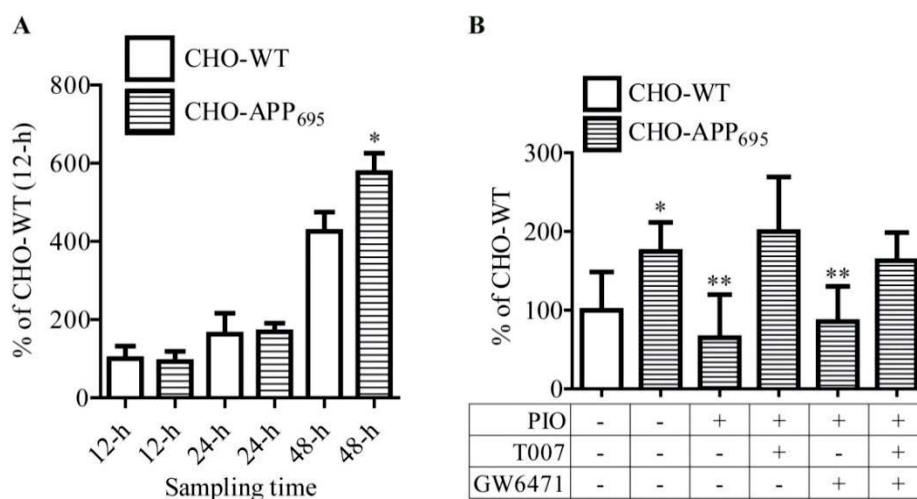 A
CHO-WT
CHO-APP695
% of CHO-WT (12-h)
800
600
400
200
0
*
12-h 12-h 24-h 24-h 48-h 48-h
Sampling time
B
CHO-WT
CHO-APP695
% of CHO-WT
300
200
100
0
* ** **
PIO - - + + + +
T007 - - - + - +
GW6471 - - - - + +